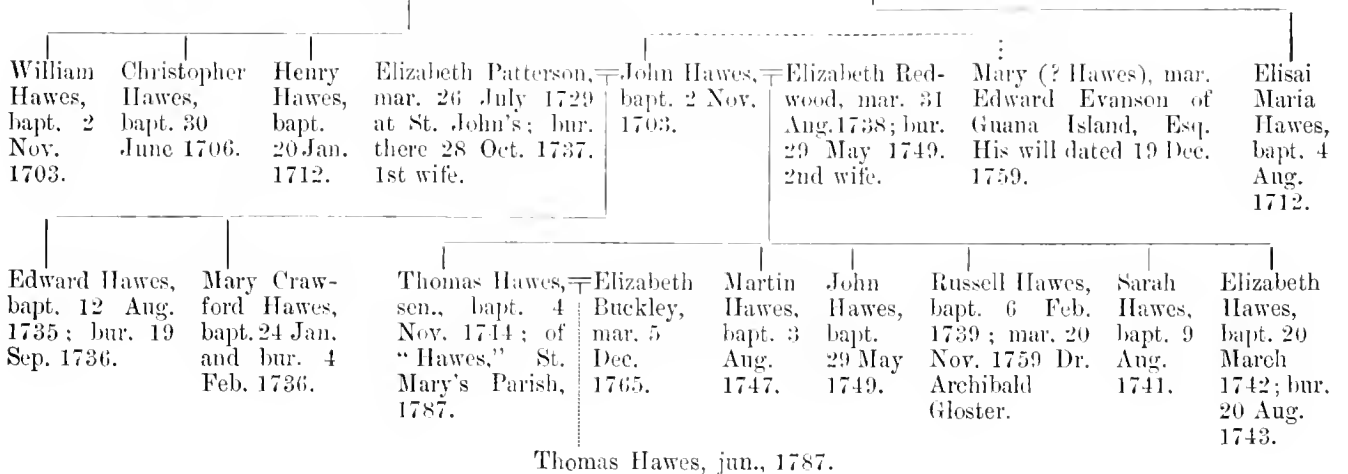 William
Hawes,
bapt. 2
Nov.
1703.
Christopher
Hawes,
bapt. 30
June 1706.
Henry
Hawes,
bapt.
20 Jan.
1712.
Elizabeth Patterson,
mar. 26 July 1729
at St. John's; bur.
there 28 Oct. 1737.
1st wife.
John Hawes,
bapt. 2 Nov.
1703.
Elizabeth Red-
wood, mar. 31
Aug. 1738; bur.
29 May 1749.
2nd wife.
Mary (? Hawes), mar.
Edward Evanson of
Guana Island, Esq.
His will dated 19 Dec.
1759.
Elisai
Maria
Hawes,
bapt. 4
Aug.
1712.
Edward Hawes,
bapt. 12 Aug.
1735; bur. 19
Sep. 1736.
Mary Craw-
ford Hawes,
bapt. 24 Jan.
and bur. 4
Feb. 1736.
Thomas Hawes,
sen., bapt. 4
Nov. 1744; of
"Hawes," St.
Mary's Parish,
1787.
Elizabeth
Buckley,
mar. 5
Dec.
1765.
Martin
Hawes,
bapt. 3
Aug.
1747.
John
Hawes,
bapt.
29 May
1749.
Russell Hawes,
bapt. 6 Feb.
1739; mar. 20
Nov. 1759 Dr.
Archibald
Gloster.
Sarah
Hawes,
bapt. 9
Aug.
1741.
Elizabeth
Hawes,
bapt. 20
March
1742; bur.
20 Aug.
1743.
Thomas Hawes, jun., 1787.